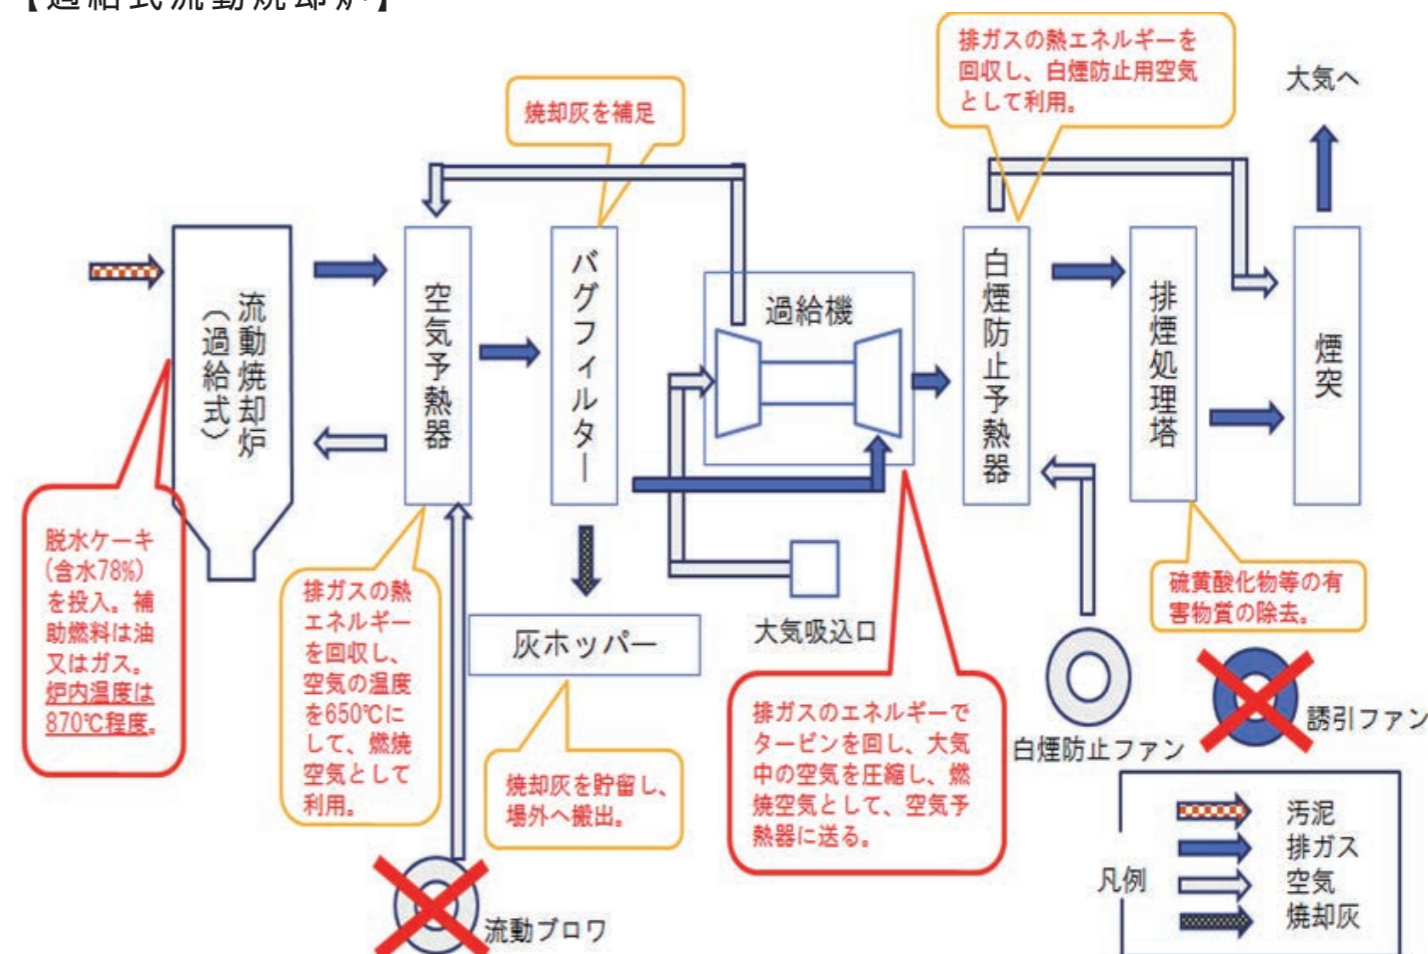 【過給式流動焼却炉】
排ガスの熱エネルギーを
回収し、白煙防止用空気
として利用。
大気へ
焼却灰を補足
流動焼却炉
（過給式）
空気予熱器
バグフィルター
過給機
白煙防止予熱器
排煙処理塔
煙突
脱水ケーキ
(含水78%)
を投入。補
助燃料は油
又はガス。
炉内温度は
870℃程度。
排ガスの熱
エネルギー
を回収し、
空気の温度
を650℃に
して、燃焼
空気として
利用。
灰ホッパー
大気吸込口
硫黄酸化物等の有
害物質の除去。
焼却灰を貯留し、
場外へ搬出。
排ガスのエネルギーで
タービンを回し、大気
中の空気を圧縮し、燃
焼空気として、空気予
熱器に送る。
白煙防止ファン
誘引ファン
流動ブロワ
凡例
汚泥
排ガス
空気
焼却灰